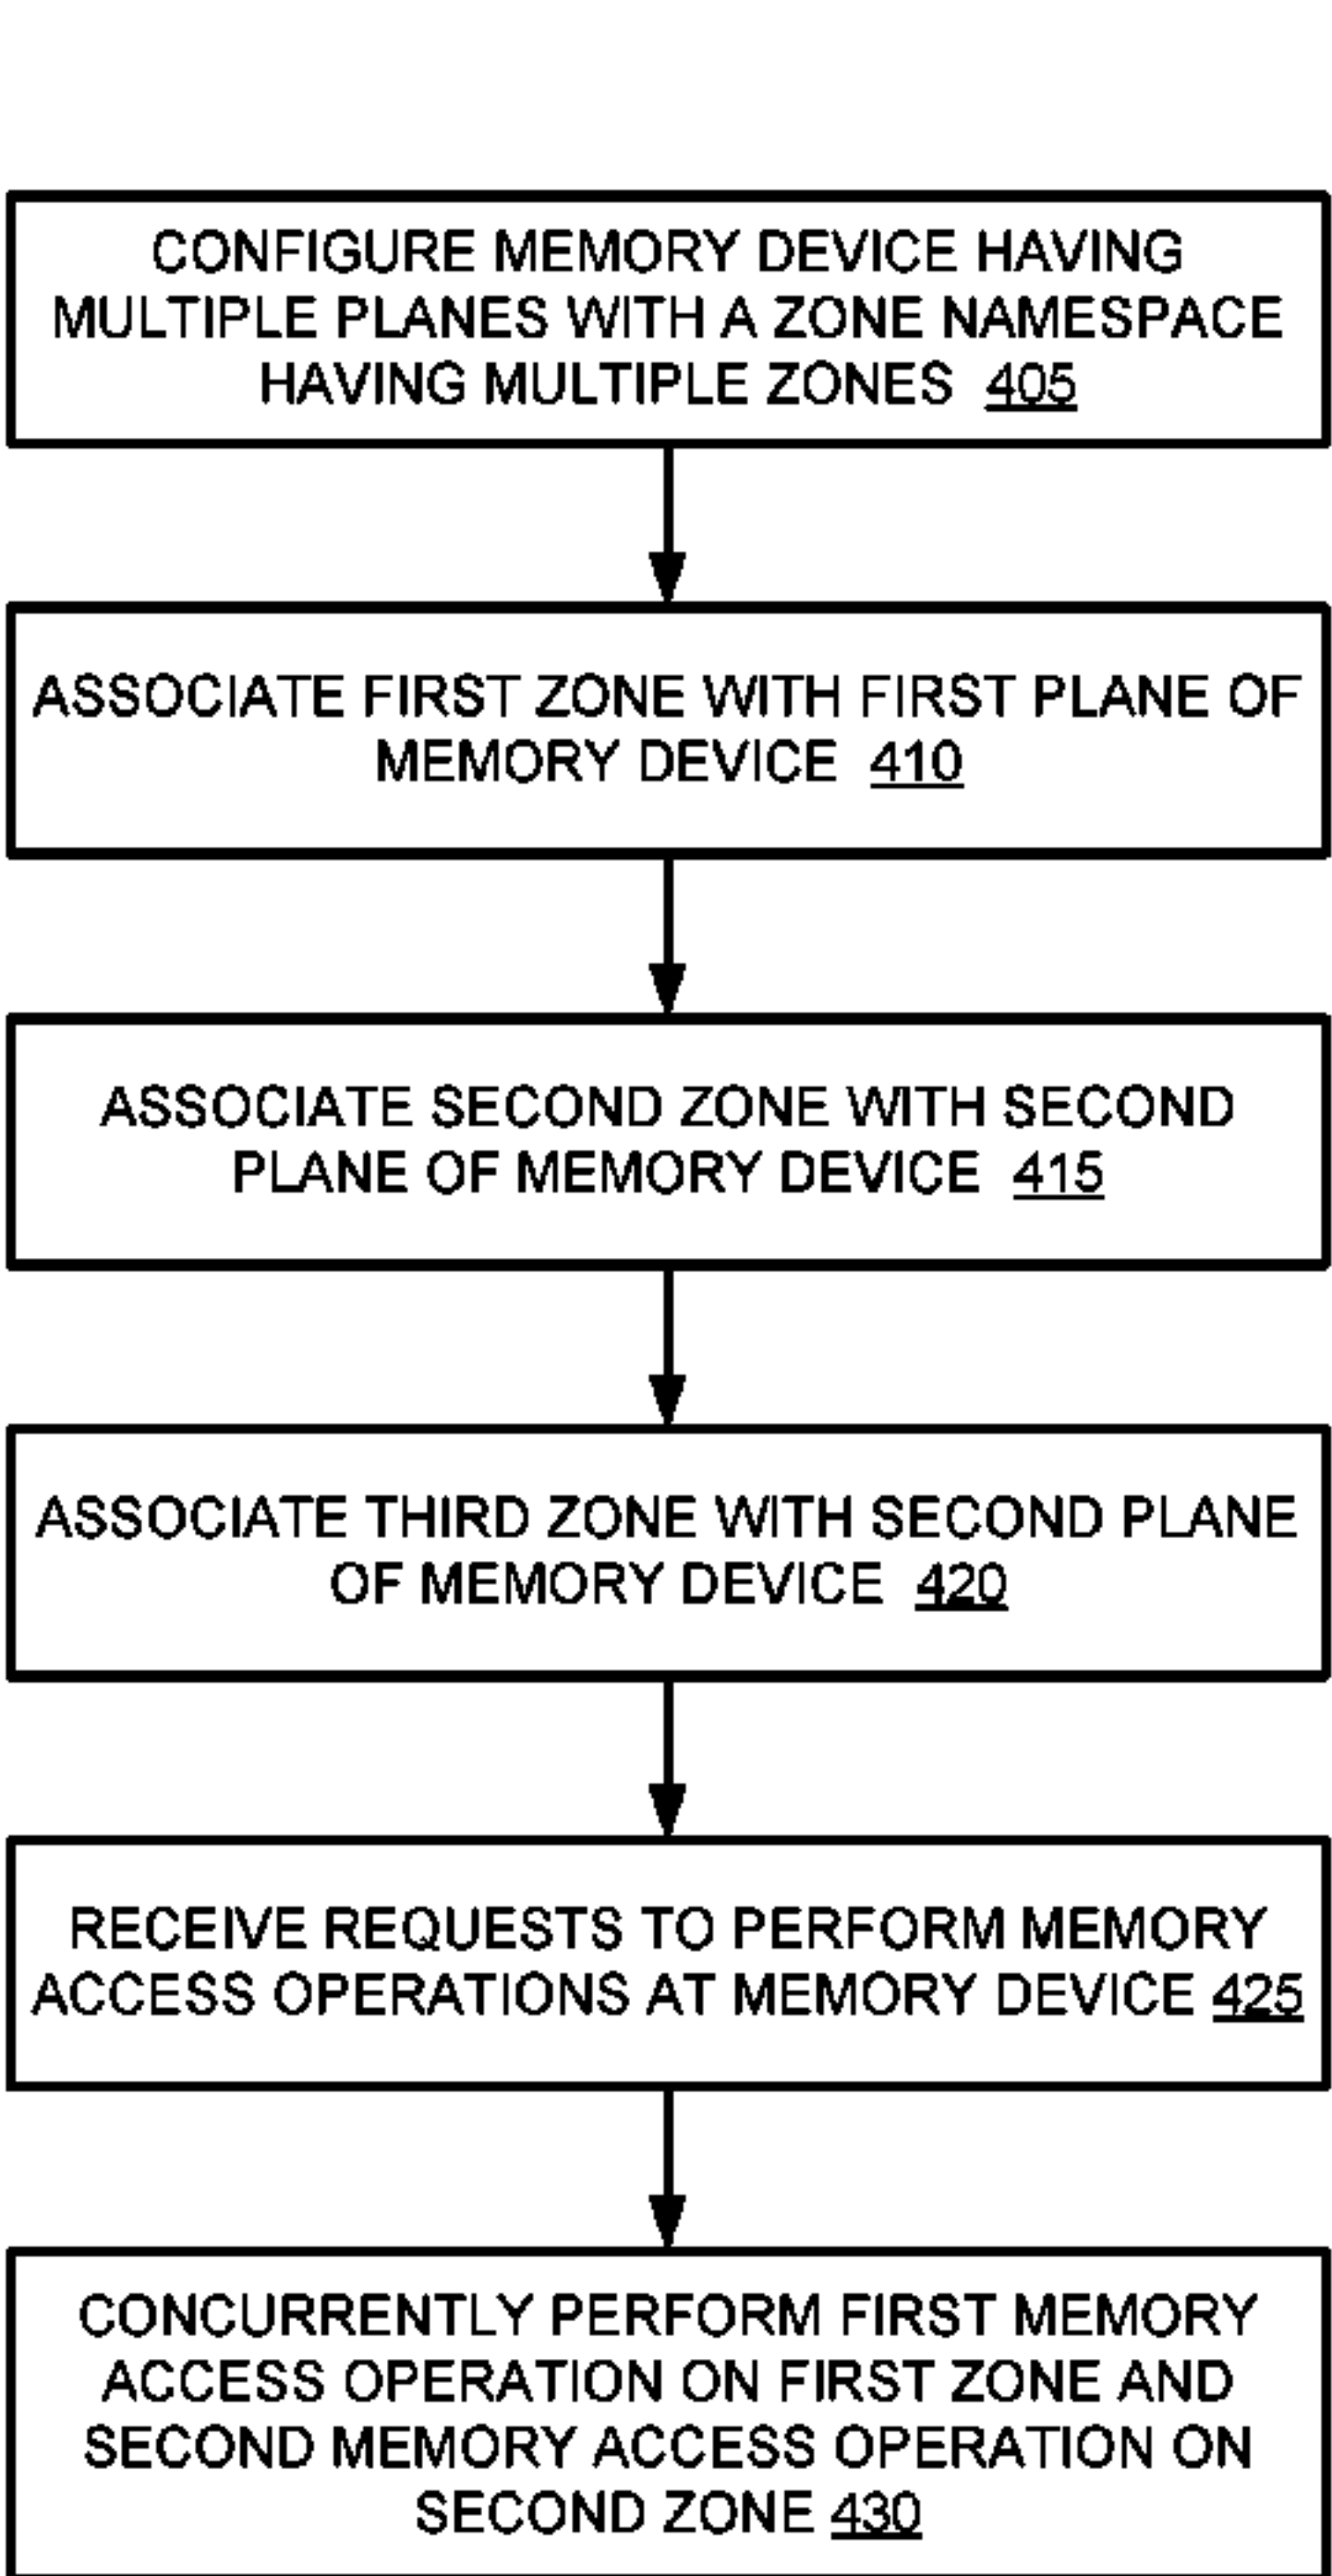 CONFIGURE MEMORY DEVICE HAVING
MULTIPLE PLANES WITH A ZONE NAMESPACE
HAVING MULTIPLE ZONES 405
ASSOCIATE FIRST ZONE WITH FIRST PLANE OF
MEMORY DEVICE 410
ASSOCIATE SECOND ZONE WITH SECOND
PLANE OF MEMORY DEVICE 415
ASSOCIATE THIRD ZONE WITH SECOND PLANE
OF MEMORY DEVICE 420
RECEIVE REQUESTS TO PERFORM MEMORY
ACCESS OPERATIONS AT MEMORY DEVICE 425
CONCURRENTLY PERFORM FIRST MEMORY
ACCESS OPERATION ON FIRST ZONE AND
SECOND MEMORY ACCESS OPERATION ON
SECOND ZONE 430